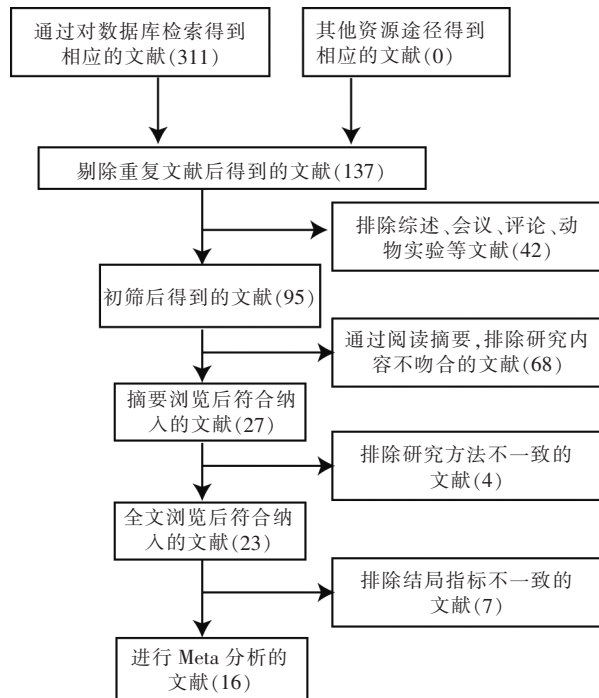 通过对数据库检索得到
相应的文献(311)
其他资源途径得到
相应的文献(0)
剔除重复文献后得到的文献(137)
排除综述、会议、评论、动
物实验等文献(42)
初筛后得到的文献(95)
通过阅读摘要,排除研究内
容不吻合的文献(68)
摘要浏览后符合纳
入的文献(27)
排除研究方法不一致的
文献(4)
全文浏览后符合纳
入的文献(23)
排除结局指标不一致的
文献(7)
进行 Meta 分析的
文献(16)